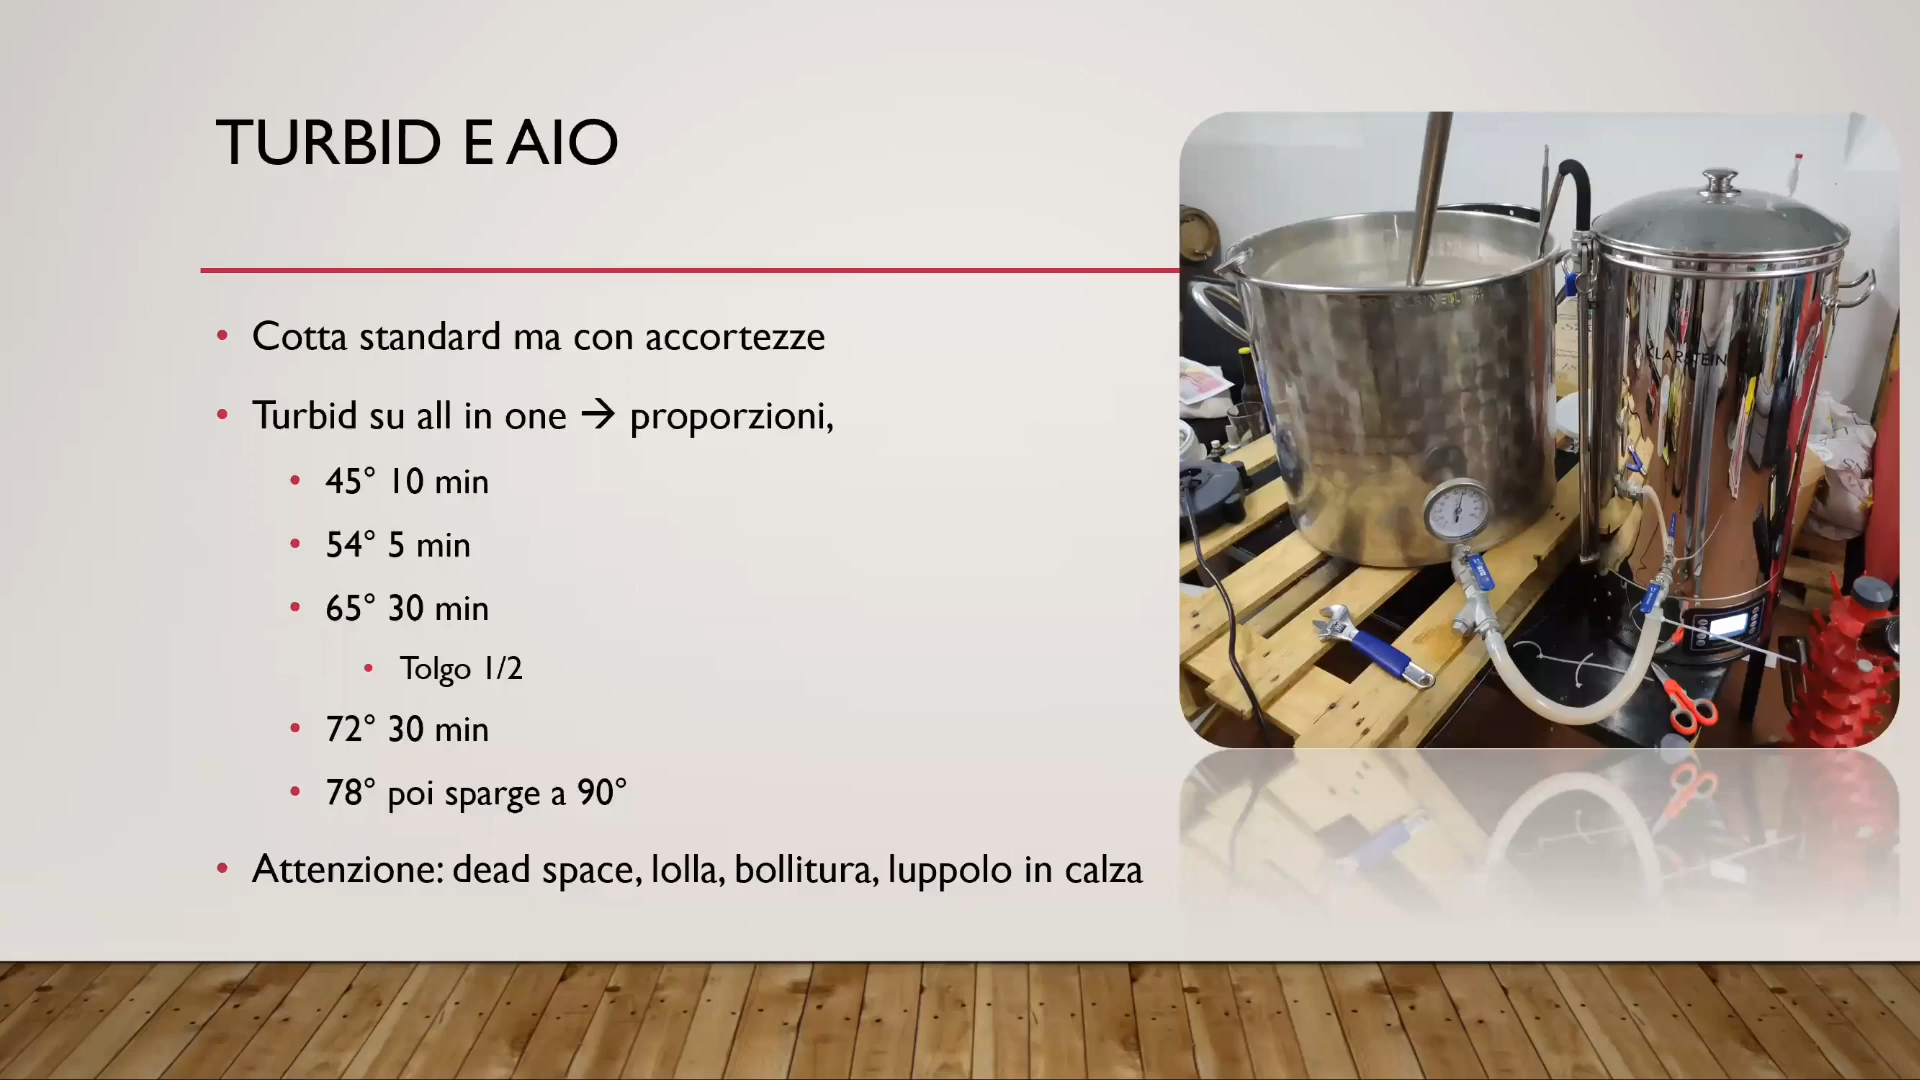 TURBID E AIO
Cotta standard ma con accortezze
Turbid su all in one → proporzioni,
45° 10 min
54° 5 min
65° 30 min
Tolgo 1/2
72° 30 min
78° poi sparge a 90°
Attenzione: dead space, lolla, bollitura, luppolo in calza
KLARSTEIN